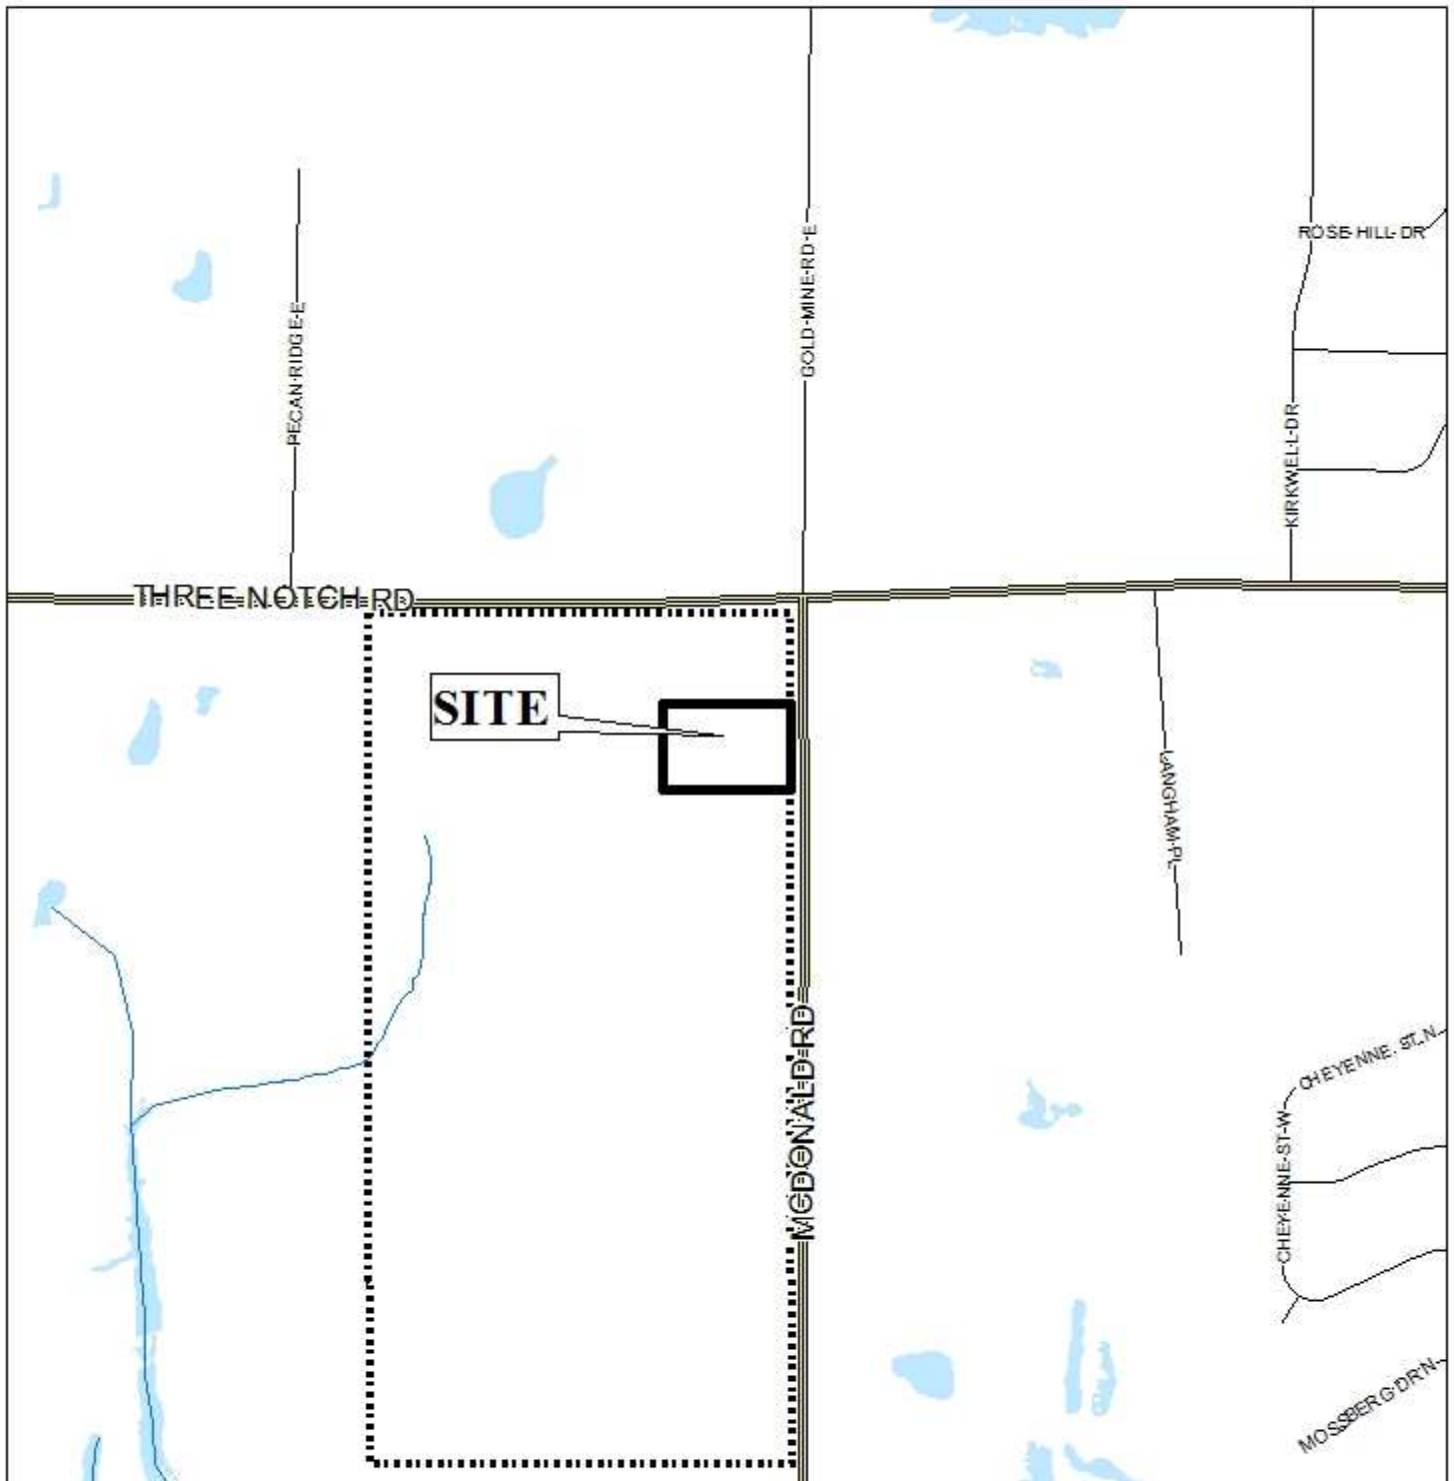 ROSE HILL DR
GOLD MINE RD E
PECAN RIDGE E
KIRKWELL DR
THREE NOTCH RD
SITE
LANGHAM PL
MCDONALD RD
CHEYENNE ST N
CHEYENNE ST W
MOSSBERG DR N